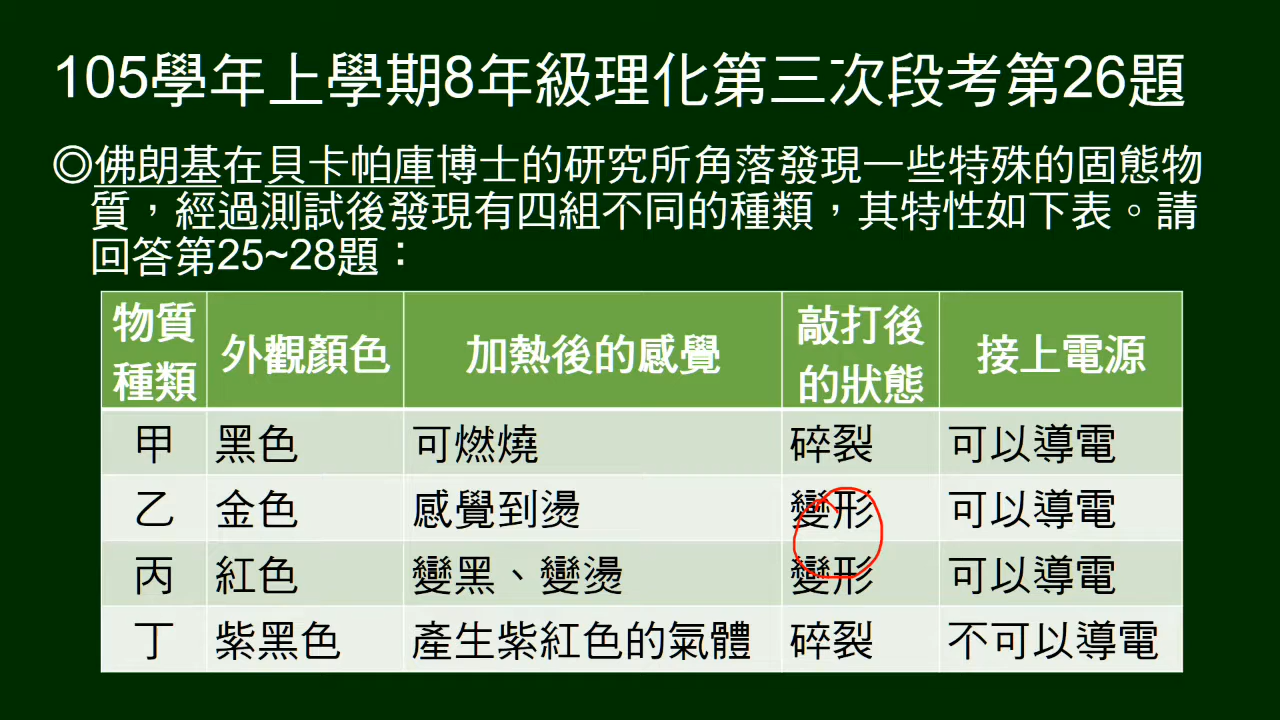 105學年上學期8年級理化第三次段考第26題
◎佛朗基在貝卡帕庫博士的研究所角落發現一些特殊的固態物
質，經過測試後發現有四組不同的種類，其特性如下表。請
回答第25~28題：
物質種類 外觀顏色 加熱後的感覺 敲打後的狀態 接上電源
甲 黑色 可燃燒 碎裂 可以導電
乙 金色 感覺到燙 變形 可以導電
丙 紅色 變黑、變燙 變形 可以導電
丁 紫黑色 產生紫紅色的氣體 碎裂 不可以導電